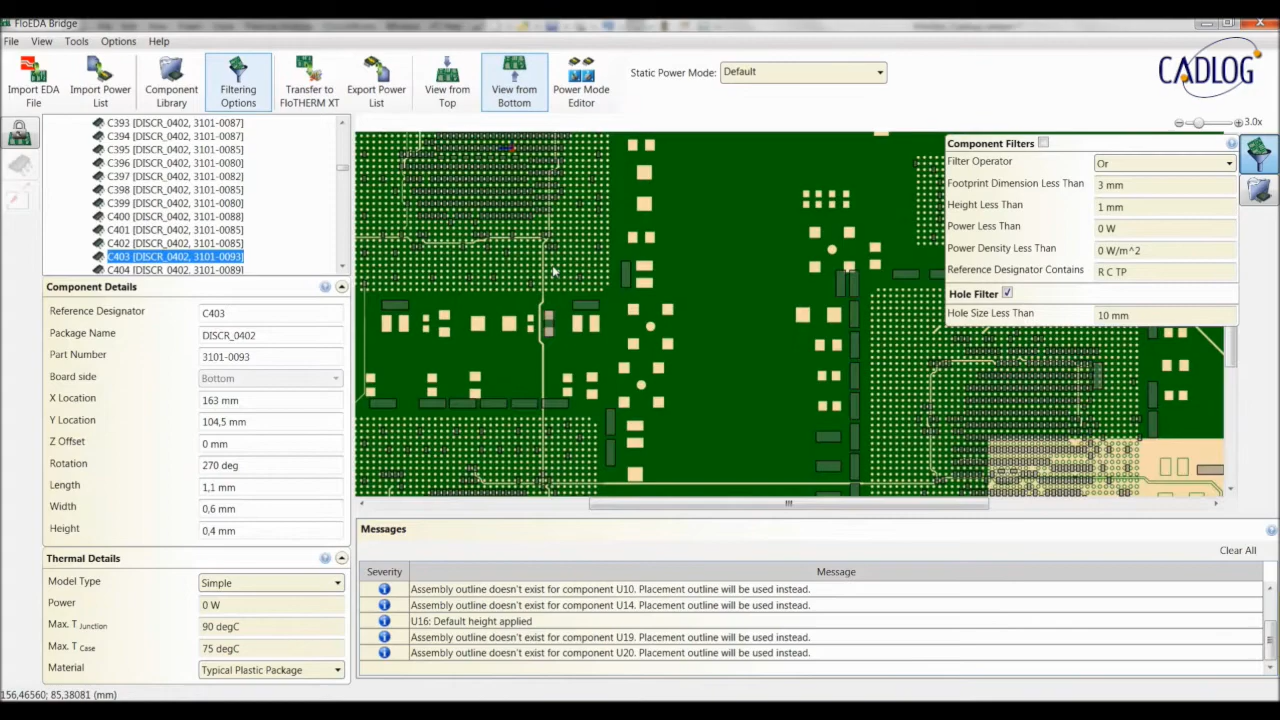 FloEDA Bridge
File View Tools Options Help
Import EDA File
Import Power List
Component Library
Filtering Options
Transfer to FloTHERM XT
Export Power List
View from Top
View from Bottom
Power Mode Editor
Static Power Mode: Default
CADLOG
3.0x
C393 [DISCR_0402, 3101-0087]
C394 [DISCR_0402, 3101-0085]
C395 [DISCR_0402, 3101-0085]
C396 [DISCR_0402, 3101-0080]
C397 [DISCR_0402, 3101-0082]
C398 [DISCR_0402, 3101-0085]
C399 [DISCR_0402, 3101-0080]
C400 [DISCR_0402, 3101-0088]
C401 [DISCR_0402, 3101-0085]
C402 [DISCR_0402, 3101-0085]
C403 [DISCR_0402, 3101-0093]
C404 [DISCR_0402, 3101-0089]
Component Details
Reference Designator C403
Package Name DISCR_0402
Part Number 3101-0093
Board side Bottom
X Location 163 mm
Y Location 104,5 mm
Z Offset 0 mm
Rotation 270 deg
Length 1,1 mm
Width 0,6 mm
Height 0,4 mm
Thermal Details
Model Type Simple
Power 0 W
Max. T Junction 90 degC
Max. T Case 75 degC
Material Typical Plastic Package
156,46560; 85,38081 (mm)
Component Filters
Filter Operator Or
Footprint Dimension Less Than 3 mm
Height Less Than 1 mm
Power Less Than 0 W
Power Density Less Than 0 W/m^2
Reference Designator Contains R C TP
Hole Filter
Hole Size Less Than 10 mm
Messages
Clear All
Severity Message
Assembly outline doesn't exist for component U10. Placement outline will be used instead.
Assembly outline doesn't exist for component U14. Placement outline will be used instead.
U16: Default height applied
Assembly outline doesn't exist for component U19. Placement outline will be used instead.
Assembly outline doesn't exist for component U20. Placement outline will be used instead.